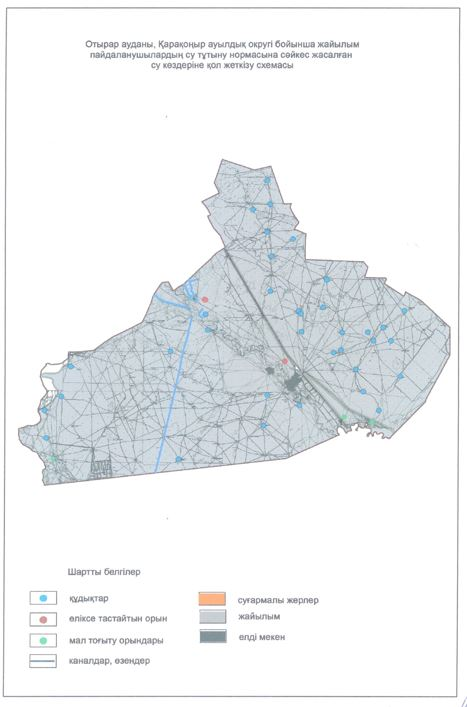 Отырар ауданы, Қарақоңыр ауылдық округі бойынша жайылым
пайдаланушылардың су тұтыну нормасына сәйкес жасалған
су көздеріне қол жеткізу схемасы
Шартты белгілер
құдықтар
еліксе тастайтын орын
мал тоғыту орындары
каналдар, өзендер
суғармалы жерлер
жайылым
елді мекен